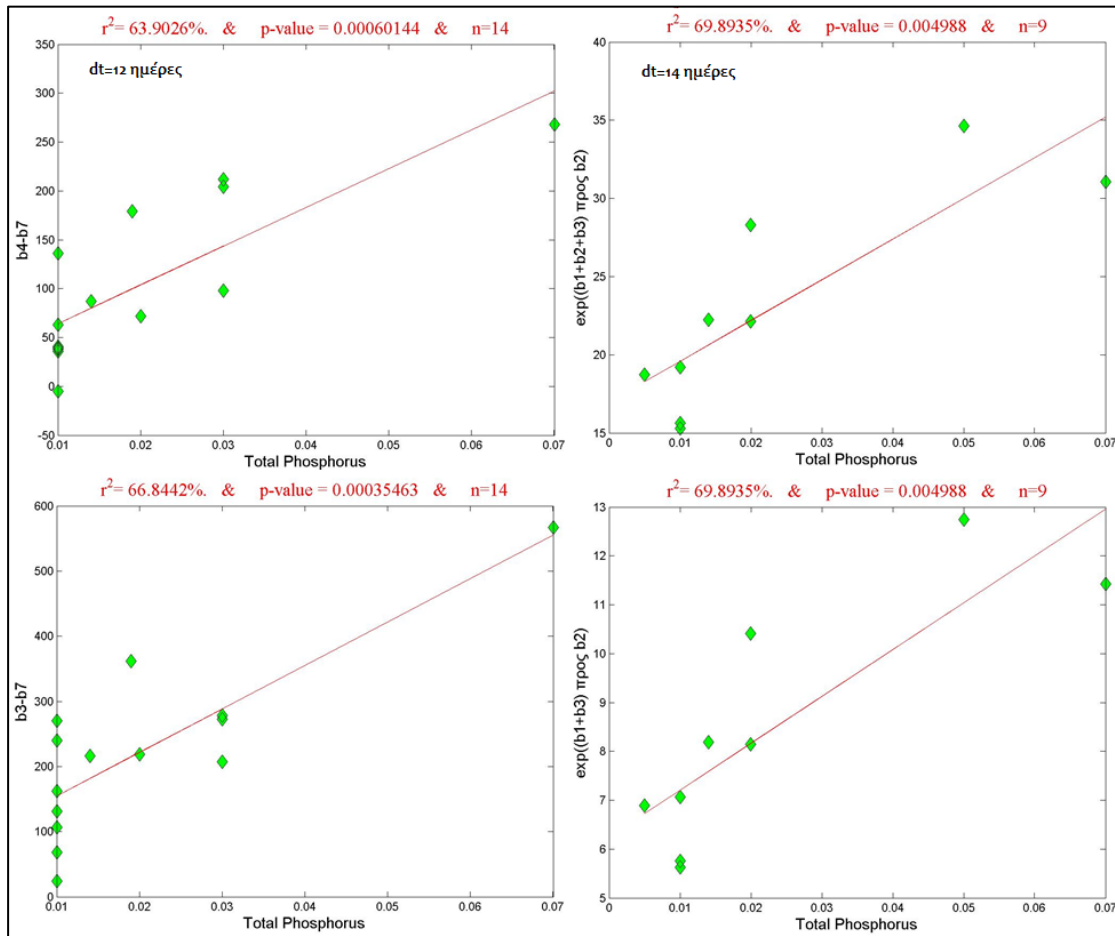 r²= 63.9026%. & p-value = 0.00060144 & n=14
dt=12 ημέρες
350
300
250
200
150
100
50
0
-50
b4-b7
0.01 0.02 0.03 0.04 0.05 0.06 0.07
Total Phosphorus
r²= 69.8935%. & p-value = 0.004988 & n=9
dt=14 ημέρες
40
35
30
25
20
15
exp((b1+b2+b3) προς b2)
0 0.01 0.02 0.03 0.04 0.05 0.06 0.07
Total Phosphorus
r²= 66.8442%. & p-value = 0.00035463 & n=14
600
500
400
300
200
100
0
b3-b7
0.01 0.02 0.03 0.04 0.05 0.06 0.07
Total Phosphorus
r²= 69.8935%. & p-value = 0.004988 & n=9
13
12
11
10
9
8
7
6
5
exp((b1+b3) προς b2)
0 0.01 0.02 0.03 0.04 0.05 0.06 0.07
Total Phosphorus